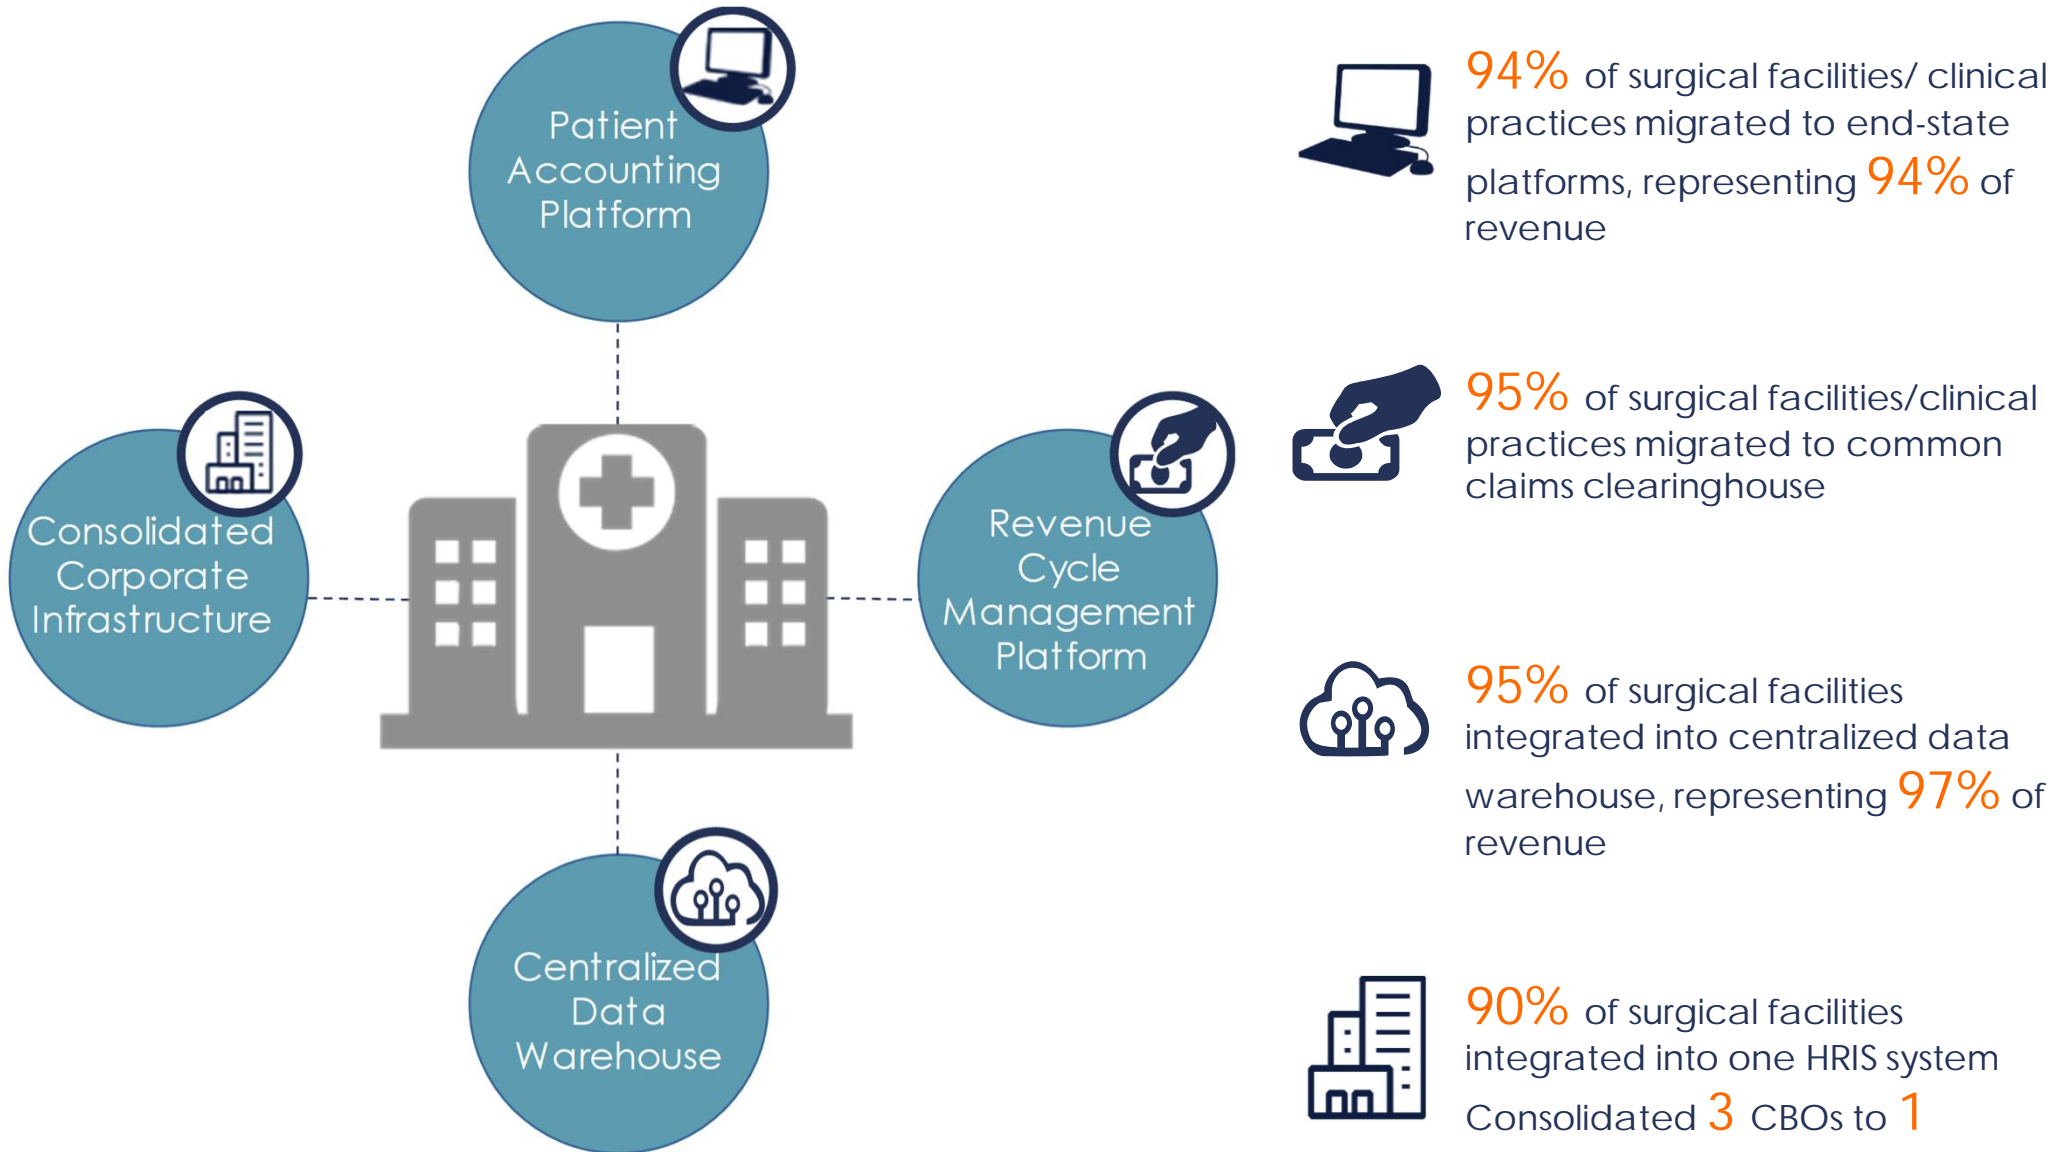 Patient
Accounting
Platform
Consolidated
Corporate
Infrastructure
Revenue
Cycle
Management
Platform
Centralized
Data
Warehouse
94% of surgical facilities/ clinical
practices migrated to end-state
platforms, representing 94% of
revenue
95% of surgical facilities/clinical
practices migrated to common
claims clearinghouse
95% of surgical facilities
integrated into centralized data
warehouse, representing 97% of
revenue
90% of surgical facilities
integrated into one HRIS system
Consolidated 3 CBOs to 1